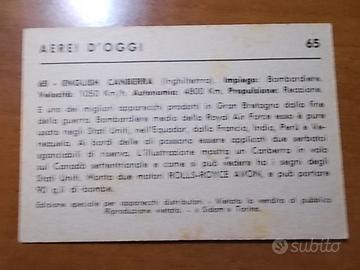 AEREI D'OGGI 65
65 - ENGLISH CANBERRA (Inghilterra). Impiego: Bombardiere.
Velocità: 1050 Km/h. Autonomia: 4800 Km. Propulsione: Reazione.
E uno dei migliori apparecchi prodotti in Gran Bretagna dalla fine
della guerra. Bombardiere medio della Royal Air Force esso è pure
usato negli Stati Uniti, nell'Equador, dalla Francia, India, Perù e Ve-
nezuela. Ai bordi delle ali possono essere applicati due serbatoi
sganciabili di riserva. L'illustrazione mostra un Canberra in volo
sul Canadà settentrionale e come si può vedere ha i segni degli
Stati Uniti. Monta due motori ROLLS-ROYCE AVON, e può portare
90 q.li di bombe.
Edizione speciale per apparecchi distributori. - Vietata la vendita al pubblico
Riproduzione vietata. - Torino.
subito